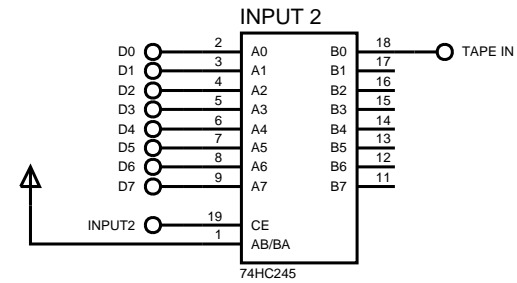 INPUT 2
D0 2 A0 B0 18 TAPE IN
D1 3 A1 B1 17
D2 4 A2 B2 16
D3 5 A3 B3 15
D4 6 A4 B4 14
D5 7 A5 B5 13
D6 8 A6 B6 12
D7 9 A7 B7 11
INPUT2 19 CE
1 AB/BA
74HC245